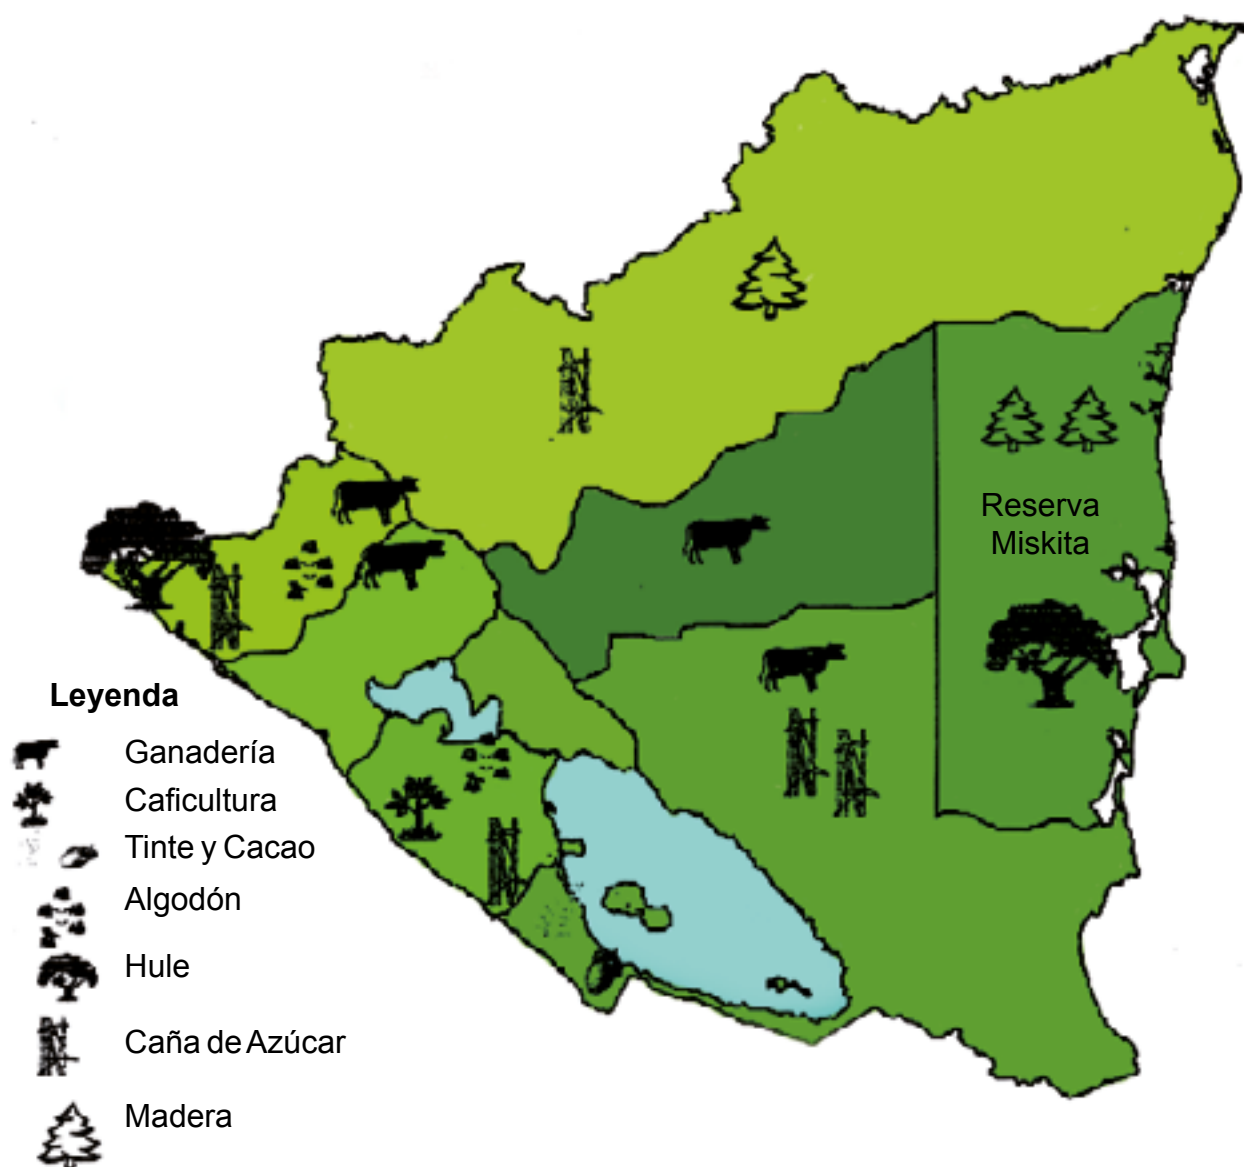 Reserva
Miskita
Leyenda
Ganadería
Caficultura
Tinte y Cacao
Algodón
Hule
Caña de Azúcar
Madera